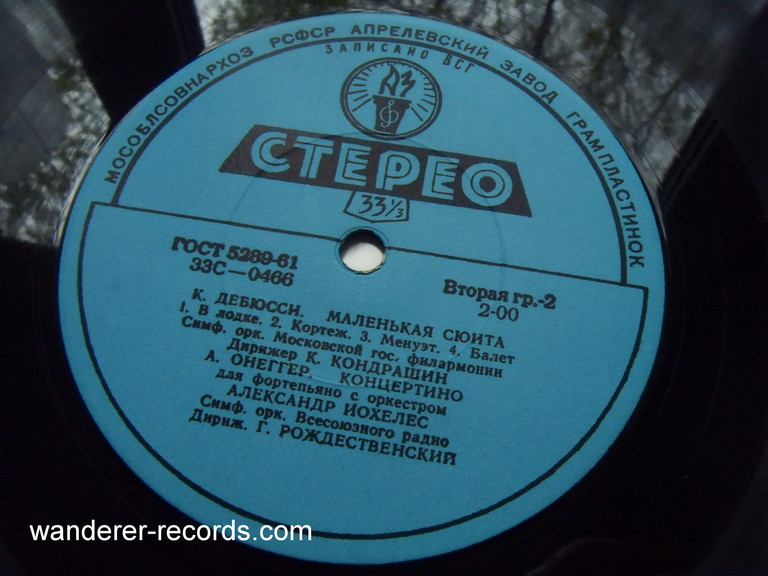 МОСОБЛСОВНАРХОЗ РСФСР АПРЕЛЕВСКИЙ ЗАВОД ГРАМПЛАСТИНОК
ЗАПИСАНО ВСГ
АЗ
СТЕРЕО
33⅓
ГОСТ 5289-61
33С—0466
Вторая гр.-2
2-00
К. ДЕБЮССИ. МАЛЕНЬКАЯ СЮИТА
1. В лодке. 2. Кортеж. 3. Менуэт. 4. Балет
Симф. орк. Московской гос. филармонии
Дирижер К. КОНДРАШИН
А. ОНЕГГЕР. КОНЦЕРТИНО
для фортепьяно с оркестром
АЛЕКСАНДР ИОХЕЛЕС
Симф. орк. Всесоюзного радио
Дириж. Г. РОЖДЕСТВЕНСКИЙ
wanderer-records.com